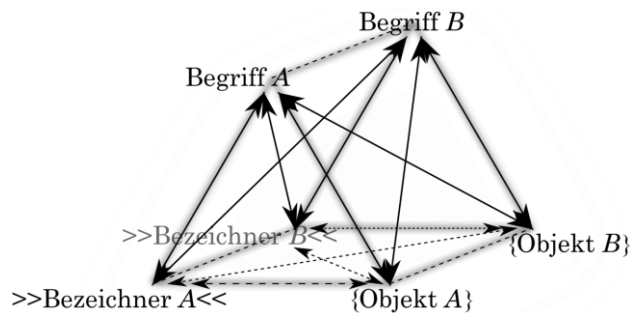 Begriff B
Begriff A
>>Bezeichner B<<
{Objekt B}
>>Bezeichner A<<
{Objekt A}